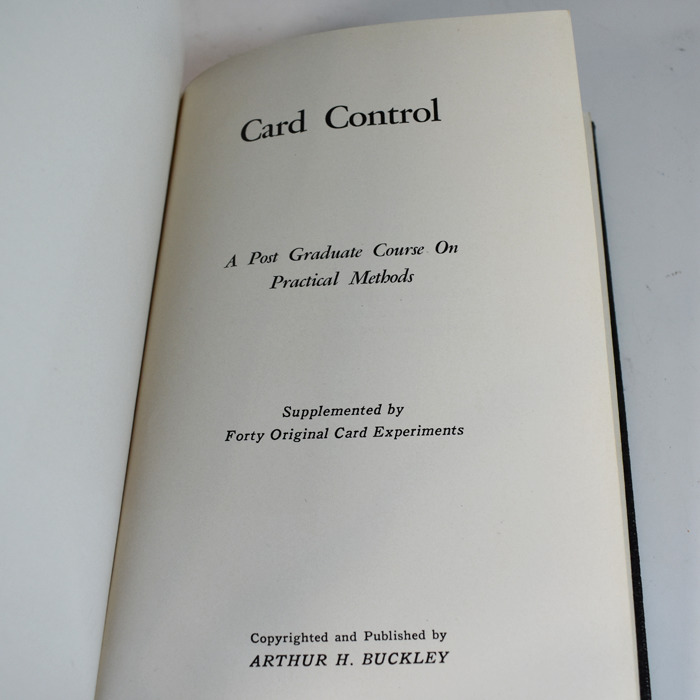 Card Control
A Post Graduate Course On
Practical Methods
Supplemented by
Forty Original Card Experiments
Copyrighted and Published by
ARTHUR H. BUCKLEY